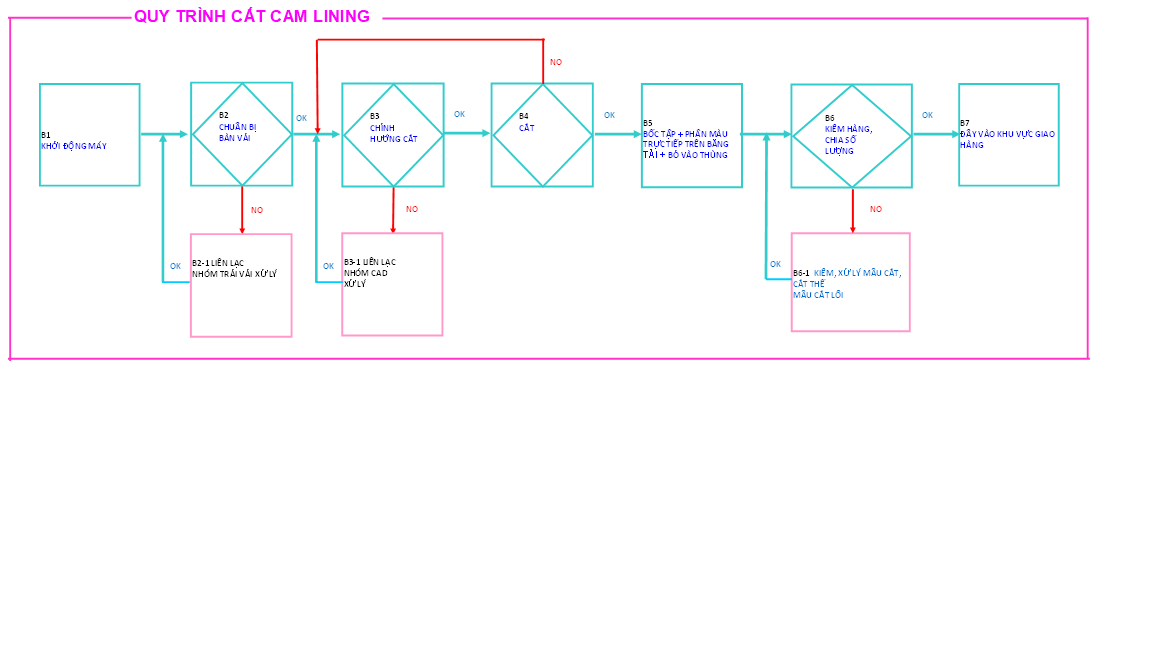 QUY TRÌNH CẮT CAM LINING
NO
B1
KHỞI ĐỘNG MÁY
B2
CHUẨN BỊ
BÀN VẢI
OK
B3
CHỈNH
HƯỚNG CẮT
OK
B4
CẮT
OK
B5
BỐC TẬP + PHẦN MÀU
TRỰC TIẾP TRÊN BĂNG
TẢI + BỎ VÀO THÙNG
B6
KIỂM HÀNG,
CHIA SỐ
LƯỢNG
OK
B7
ĐẨY VÀO KHU VỰC GIAO
HÀNG
NO
NO
NO
OK
B2-1 LIÊN LẠC
NHÓM TRẢI VẢI XỬ LÝ
OK
B3-1 LIÊN LẠC
NHÓM CAD
XỬ LÝ
OK
B6-1 KIỂM, XỬ LÝ MẪU CẮT,
CẮT THẾ
MẪU CẮT LỖI